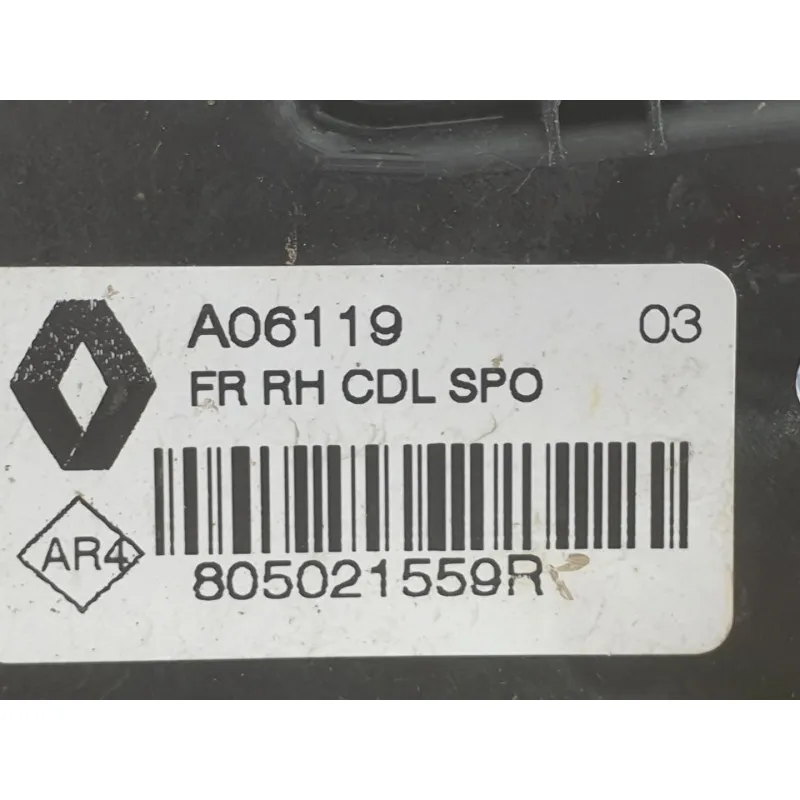 A06119 03
FR RH CDL SPO
AR4
805021559R